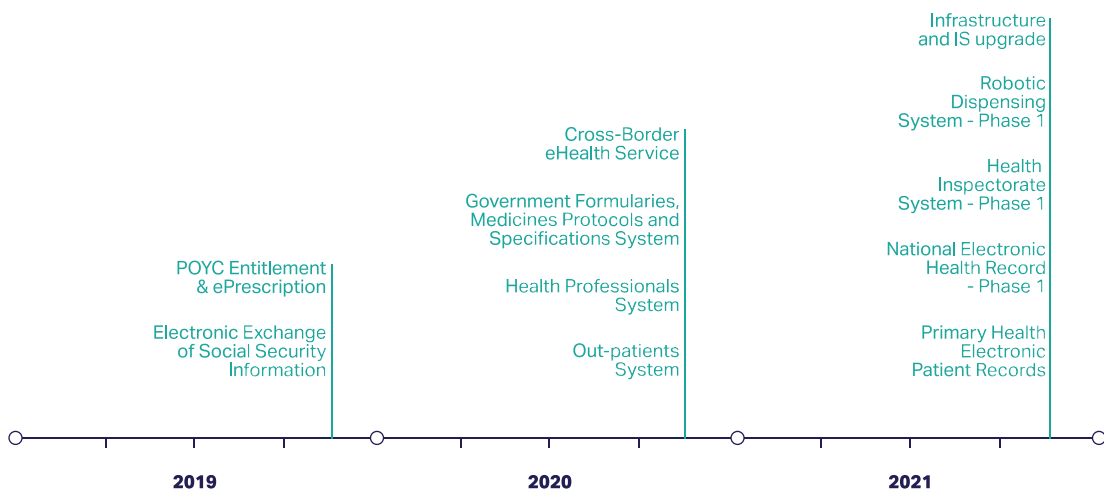 POYC Entitlement
& ePrescription
Electronic Exchange
of Social Security
Information
Cross-Border
eHealth Service
Government Formularies,
Medicines Protocols and
Specifications System
Health Professionals
System
Out-patients
System
Infrastructure
and IS upgrade
Robotic
Dispensing
System - Phase 1
Health
Inspectorate
System - Phase 1
National Electronic
Health Record
- Phase 1
Primary Health
Electronic
Patient Records
2019
2020
2021